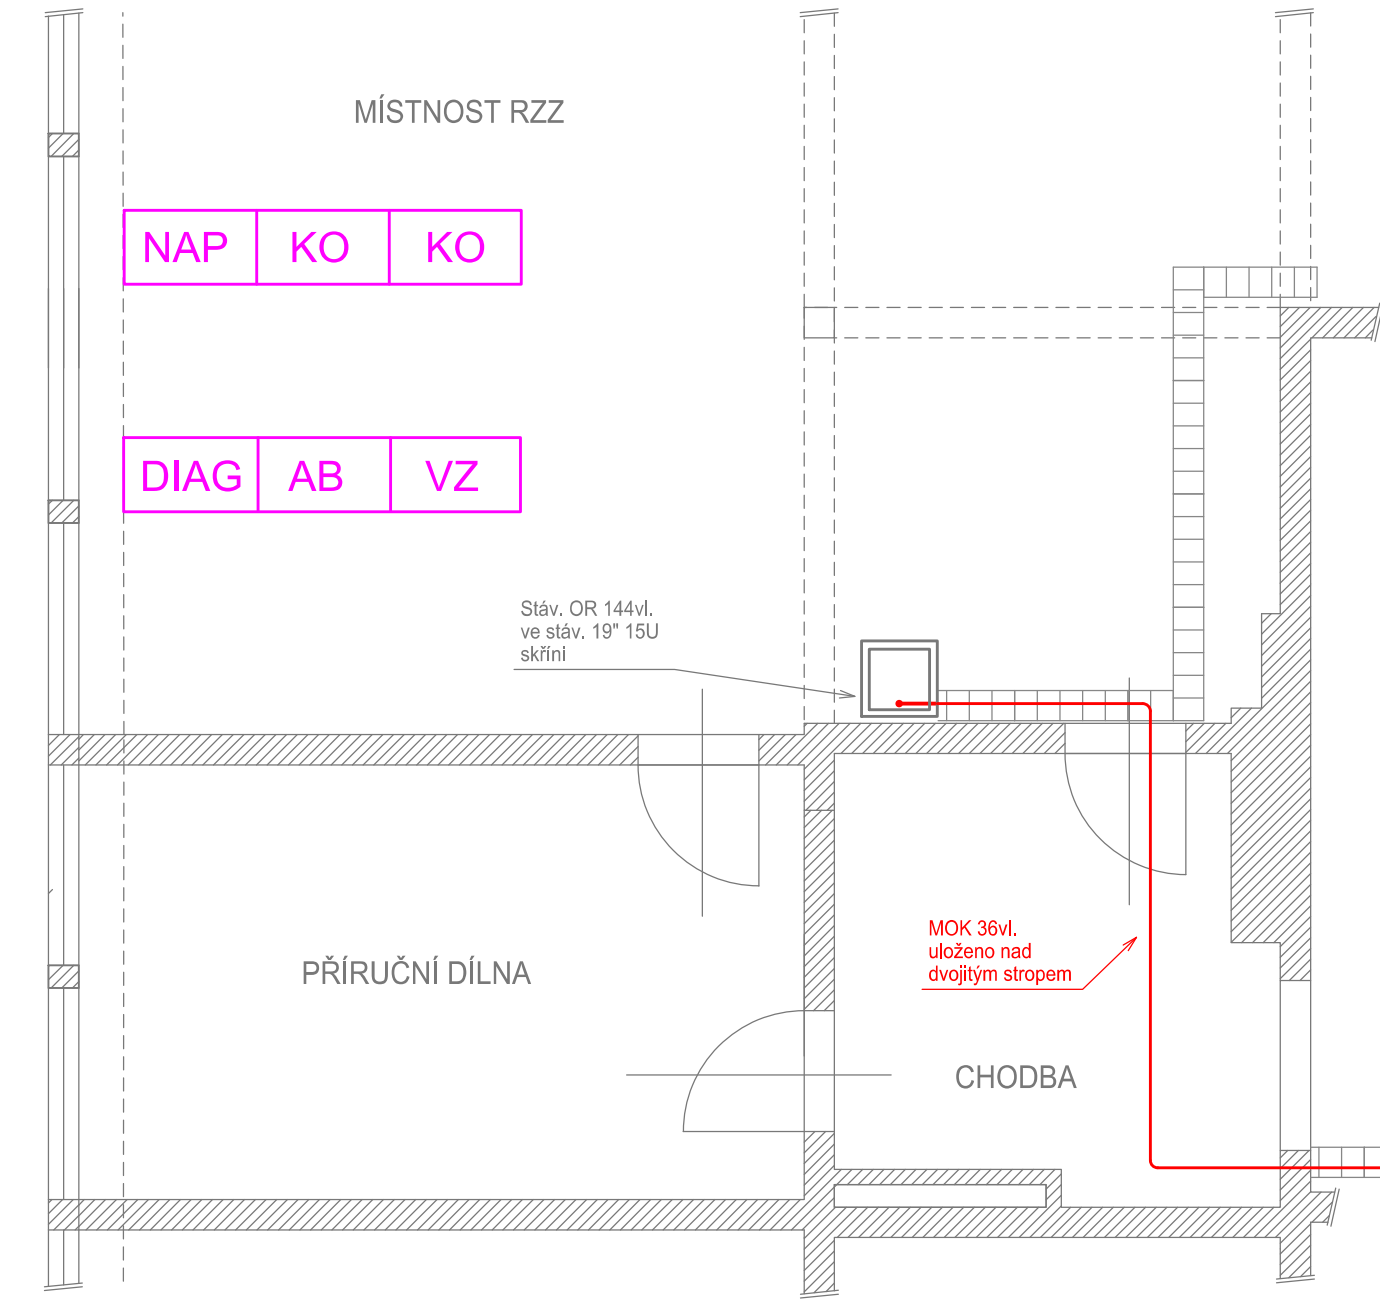 MÍSTNOST RZZ
NAP KO KO
DIAG AB VZ
Stáv. OR 144vl.
ve stáv. 19" 15U
skříni
MOK 36vl.
uloženo nad
dvojitým stropem
PŘÍRUČNÍ DÍLNA
CHODBA